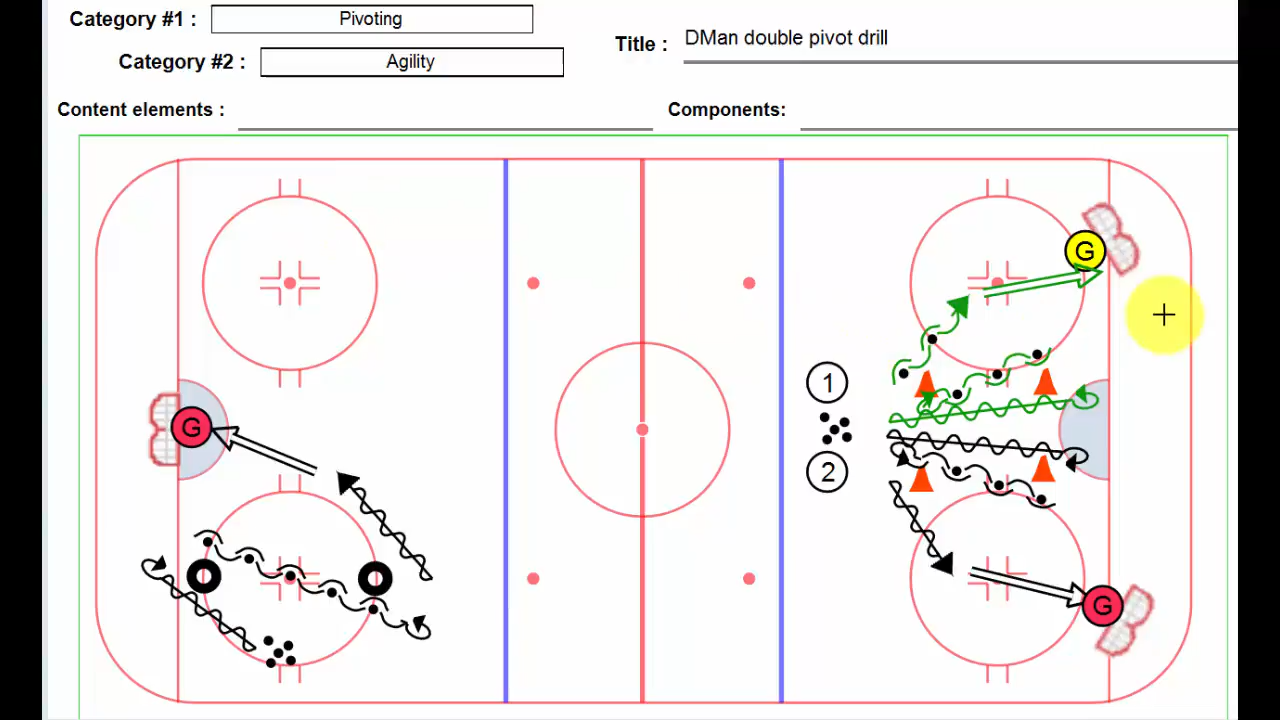 Category #1 :
Pivoting
Category #2 :
Agility
Title :
DMan double pivot drill
Content elements :
Components:
G
1
G
2
G